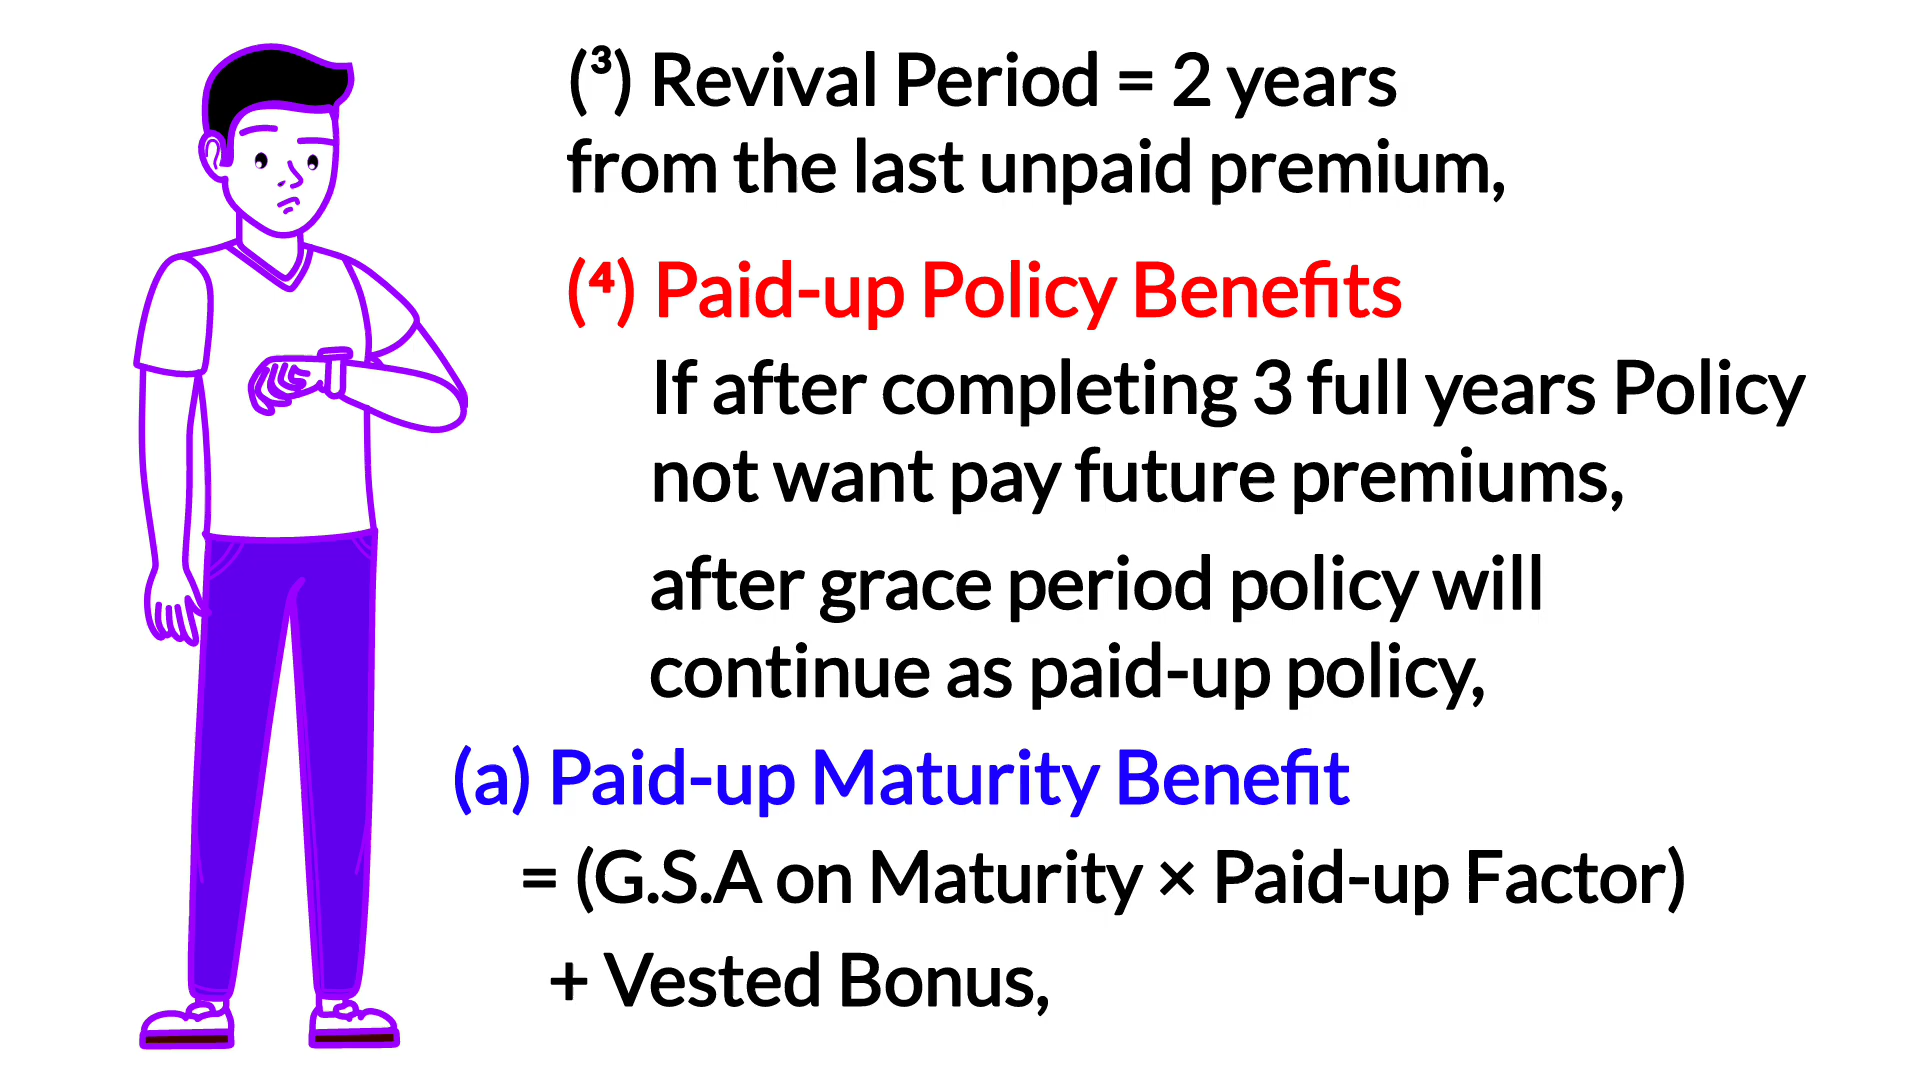 (³) Revival Period = 2 years
from the last unpaid premium,
(⁴) Paid-up Policy Benefits
If after completing 3 full years Policy
not want pay future premiums,
after grace period policy will
continue as paid-up policy,
(a) Paid-up Maturity Benefit
= (G.S.A on Maturity × Paid-up Factor)
+ Vested Bonus,